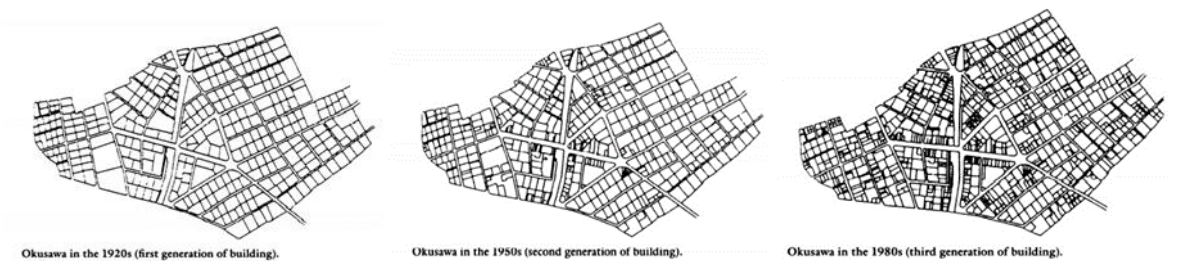 Okusawa in the 1920s (first generation of building).
Okusawa in the 1950s (second generation of building).
Okusawa in the 1980s (third generation of building).